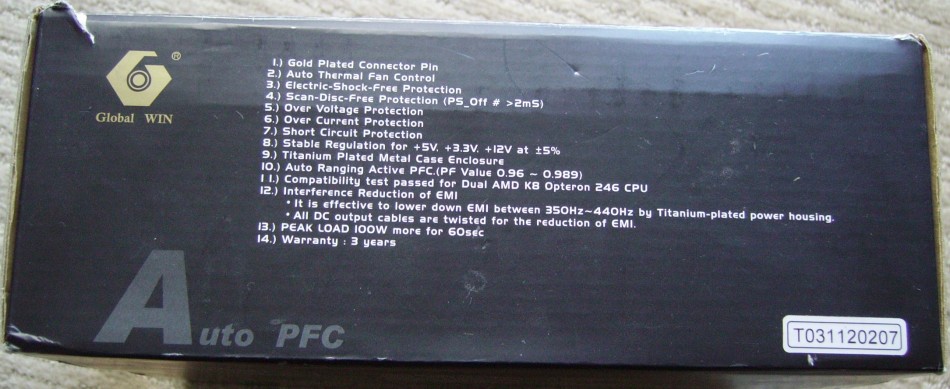 ®
Global WIN
1.) Gold Plated Connector Pin
2.) Auto Thermal Fan Control
3.) Electric-Shock-Free Protection
4.) Scan-Disc-Free Protection (PS_Off # >2mS)
5.) Over Voltage Protection
6.) Over Current Protection
7.) Short Circuit Protection
8.) Stable Regulation for +5V, +3.3V, +12V at ±5%
9.) Titanium Plated Metal Case Enclosure
10.) Auto Ranging Active PFC.(PF Value 0.96 ~ 0.989)
11.) Compatibility test passed for Dual AMD K8 Opteron 246 CPU
12.) Interference Reduction of EMI
* It is effective to lower down EMI between 350Hz~440Hz by Titanium-plated power housing.
* All DC output cables are twisted for the reduction of EMI.
13.) PEAK LOAD 100W more for 60sec
14.) Warranty : 3 years
Auto PFC
T031120207